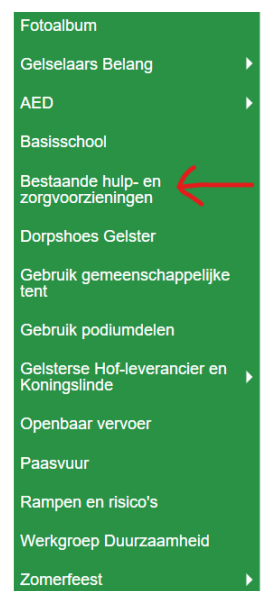 Fotoalbum
Gelselaars Belang
AED
Basisschool
Bestaande hulp- en
zorgvoorzieningen
Dorpshoes Gelster
Gebruik gemeenschappelijke
tent
Gebruik podiumdelen
Gelsterse Hof-leverancier en
Koningslinde
Openbaar vervoer
Paasvuur
Rampen en risico's
Werkgroep Duurzaamheid
Zomerfeest